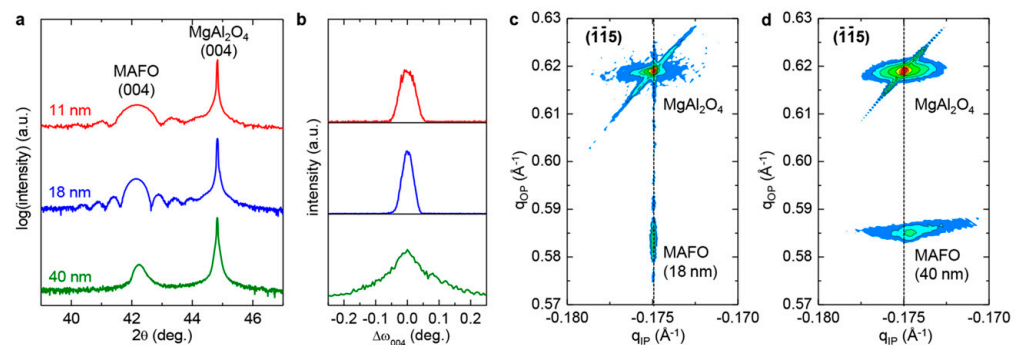 a
MgAl₂O₄
(004)
MAFO
(004)
11 nm
18 nm
40 nm
log(intensity) (a.u.)
40 42 44 46
2θ (deg.)
b
intensity (a.u.)
-0.2 -0.1 0.0 0.1 0.2
Δω₀₀₄ (deg.)
c
(1̄1̄5)
0.63
0.62
0.61
0.60
0.59
0.58
0.57
q_OP (Å⁻¹)
MgAl₂O₄
MAFO
(18 nm)
-0.180 -0.175 -0.170
q_IP (Å⁻¹)
d
(1̄1̄5)
0.63
0.62
0.61
0.60
0.59
0.58
0.57
q_OP (Å⁻¹)
MgAl₂O₄
MAFO
(40 nm)
-0.180 -0.175 -0.170
q_IP (Å⁻¹)